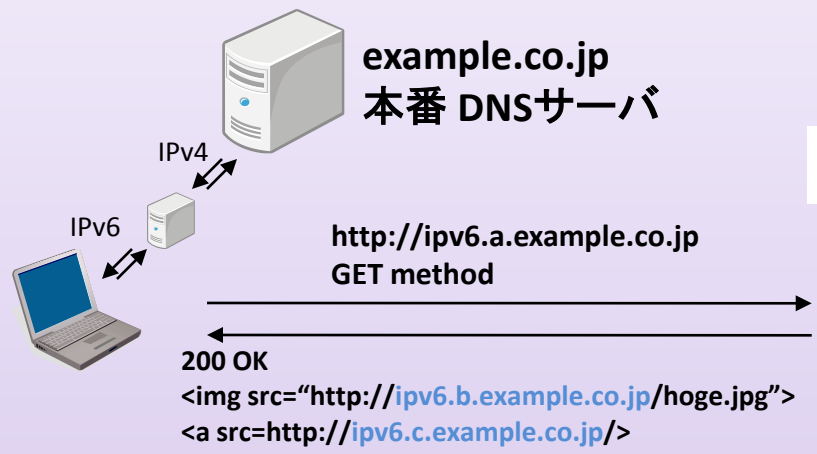 example.co.jp
本番 DNSサーバ
IPv4
IPv6
http://ipv6.a.example.co.jp
GET method
200 OK
<img src=“http://ipv6.b.example.co.jp/hoge.jpg”>
<a src=http://ipv6.c.example.co.jp/>